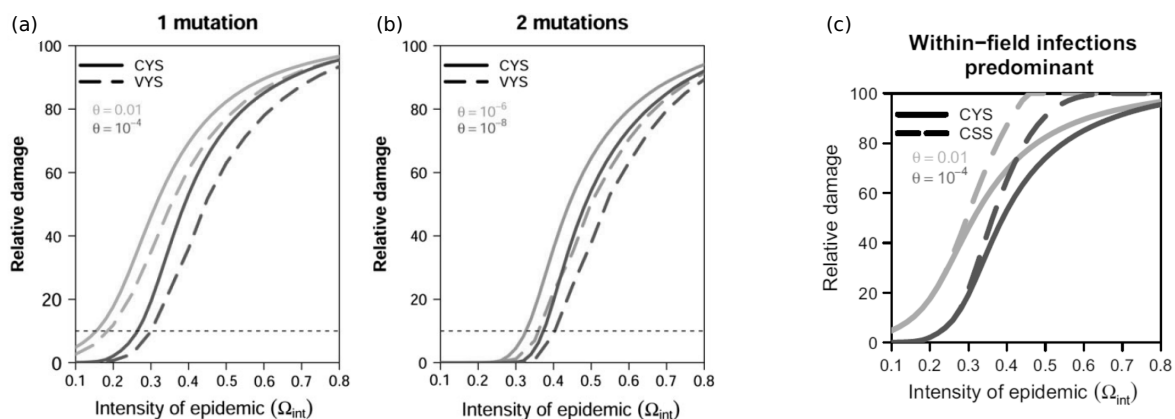 (a)
1 mutation
Relative damage
100
80
60
40
20
0
CYS
VYS
θ = 0.01
θ = 10⁻⁴
0.1 0.2 0.3 0.4 0.5 0.6 0.7 0.8
Intensity of epidemic (Ωint)
(b)
2 mutations
Relative damage
100
80
60
40
20
0
CYS
VYS
θ = 10⁻⁶
θ = 10⁻⁸
0.1 0.2 0.3 0.4 0.5 0.6 0.7 0.8
Intensity of epidemic (Ωint)
(c)
Within−field infections
predominant
Relative damage
100
80
60
40
20
0
CYS
CSS
θ = 0.01
θ = 10⁻⁴
0.1 0.2 0.3 0.4 0.5 0.6 0.7 0.8
Intensity of epidemic (Ωint)